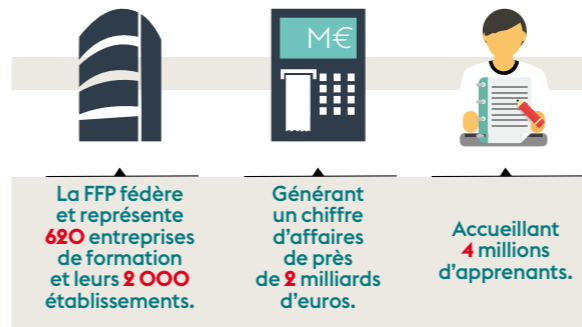 M€
La FFP fédère
et représente
620 entreprises
de formation
et leurs 2 000
établissements.
Générant
un chiffre
d'affaires
de près
de 2 milliards
d'euros.
Accueillant
4 millions
d'apprenants.